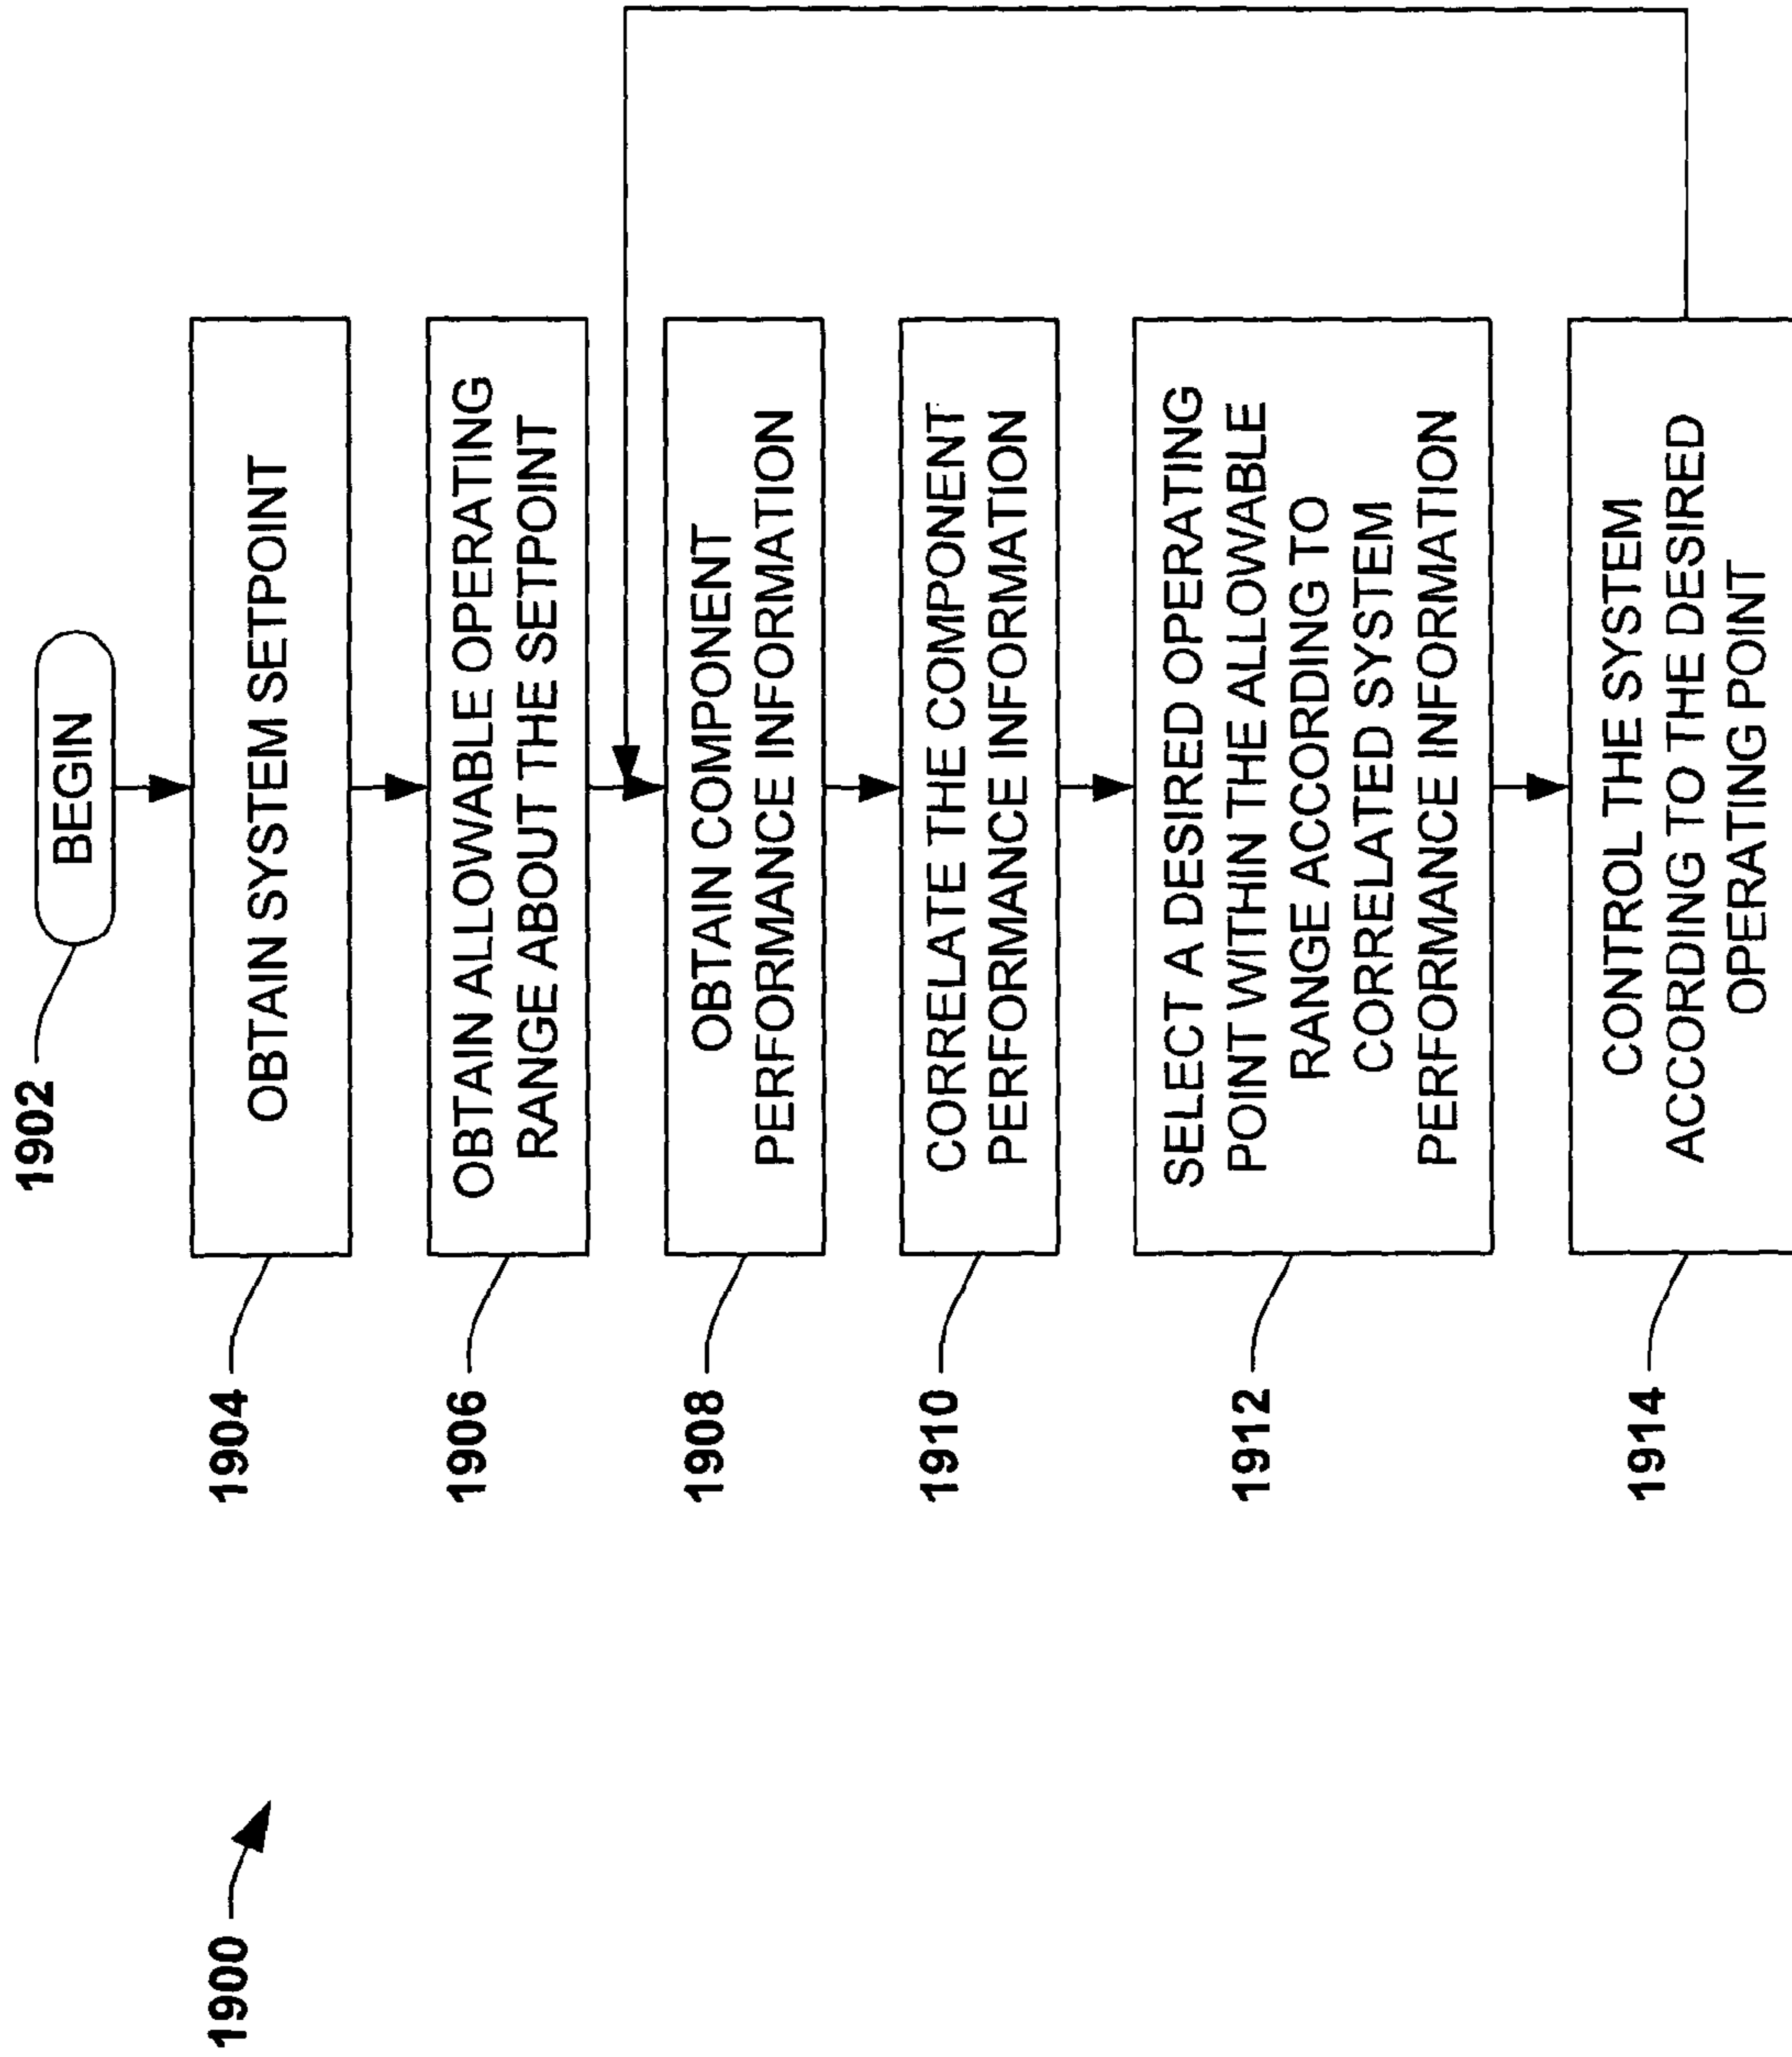 1900
1902
BEGIN
1904
OBTAIN SYSTEM SETPOINT
1906
OBTAIN ALLOWABLE OPERATING
RANGE ABOUT THE SETPOINT
1908
OBTAIN COMPONENT
PERFORMANCE INFORMATION
1910
CORRELATE THE COMPONENT
PERFORMANCE INFORMATION
1912
SELECT A DESIRED OPERATING
POINT WITHIN THE ALLOWABLE
RANGE ACCORDING TO
CORRELATED SYSTEM
PERFORMANCE INFORMATION
1914
CONTROL THE SYSTEM
ACCORDING TO THE DESIRED
OPERATING POINT